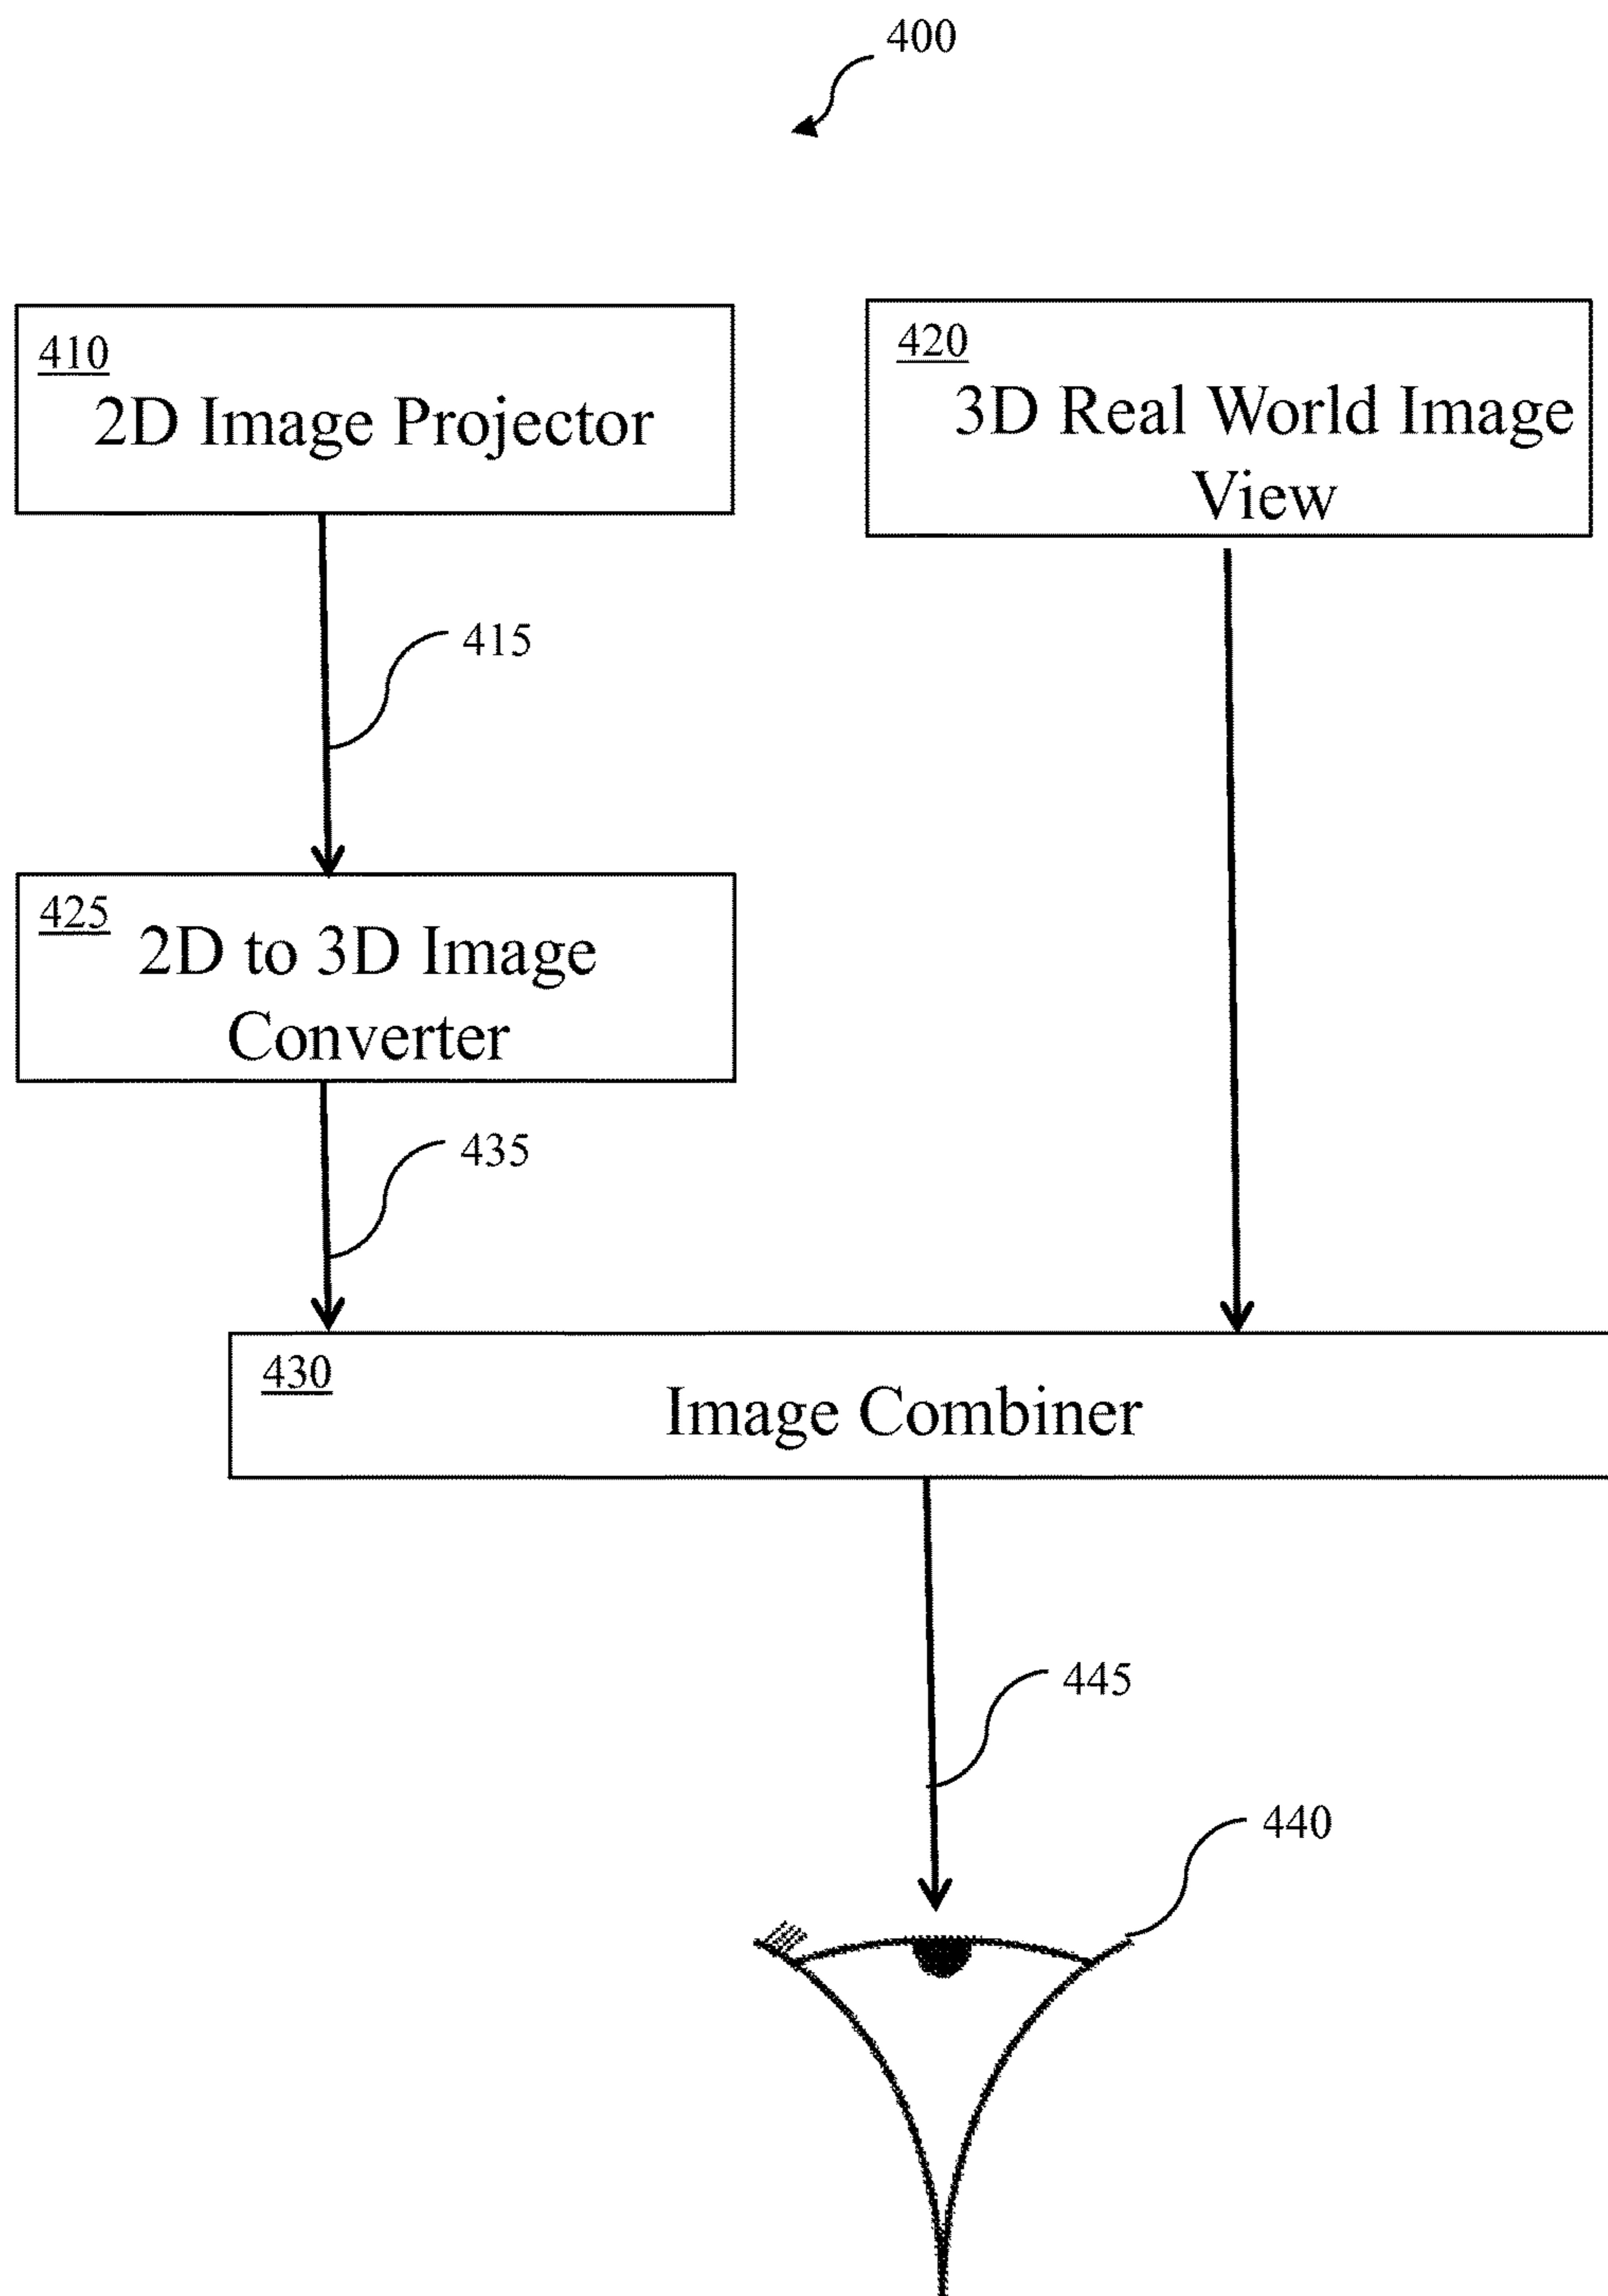 400
410
2D Image Projector
420
3D Real World Image
View
415
425
2D to 3D Image
Converter
435
430
Image Combiner
445
440